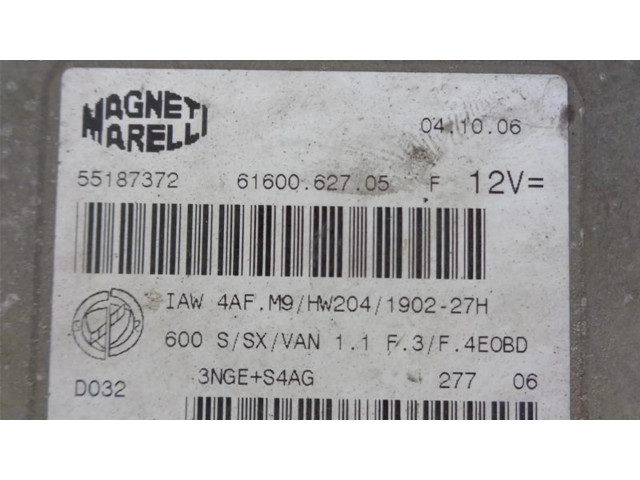 MAGNETI
MARELLI
04.10.06
55187372 61600.627.05 F 12V=
IAW 4AF.M9/HW204/1902-27H
600 S/SX/VAN 1.1 F.3/F.4EOBD
D032 3NGE+S4AG 277 06